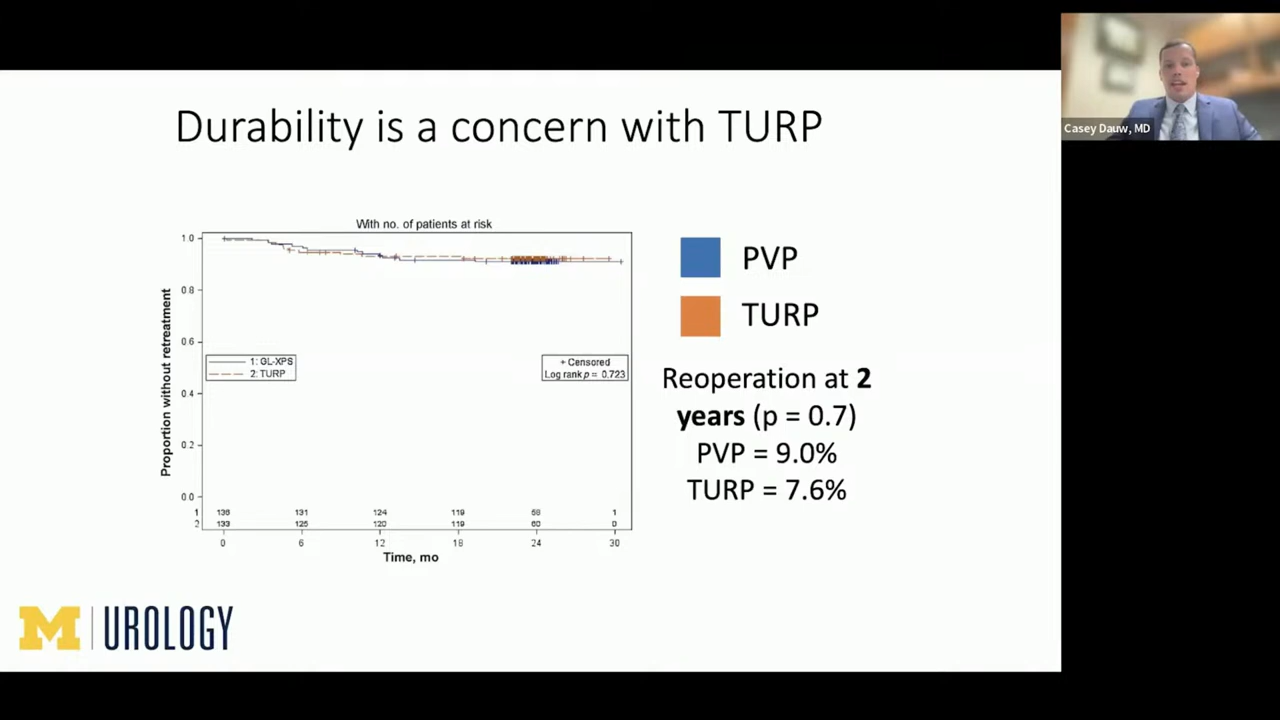 Casey Dauw, MD
Durability is a concern with TURP
With no. of patients at risk
1.0
0.8
0.6
0.4
0.2
0.0
Proportion without retreatment
1: GL-XPS
2: TURP
+ Censored
Log rank p = 0.723
1 136 131 124 119 58 1
2 133 125 120 119 60 0
0 6 12 18 24 30
Time, mo
PVP
TURP
Reoperation at 2
years (p = 0.7)
PVP = 9.0%
TURP = 7.6%
M | UROLOGY